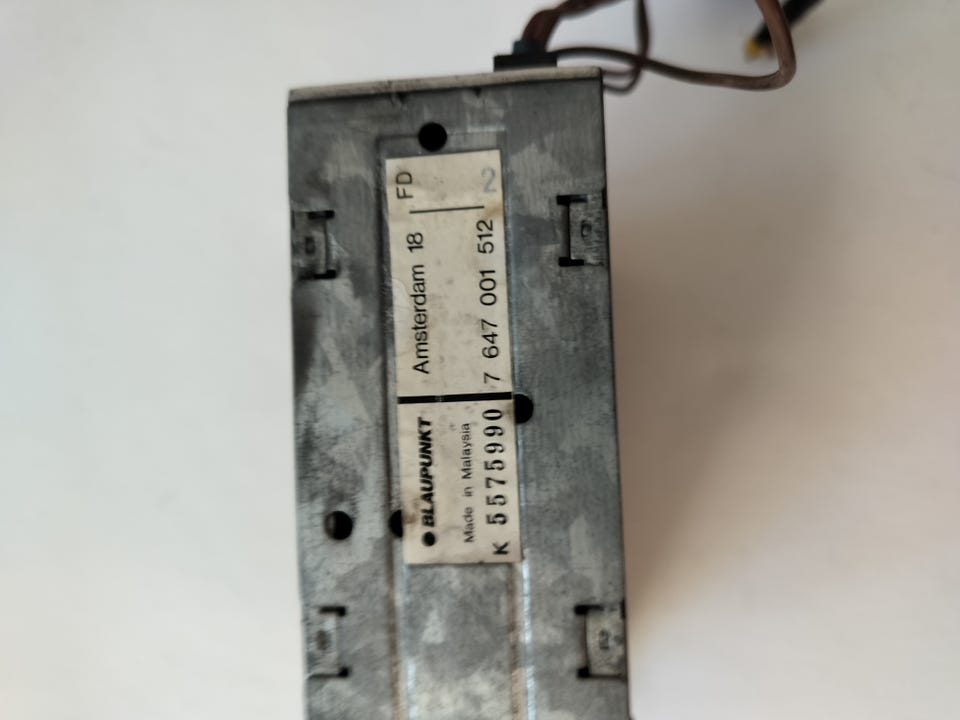 BLAUPUNKT
Made in Malaysia
K 5575990
Amsterdam 18
7 647 001 512
FD
2